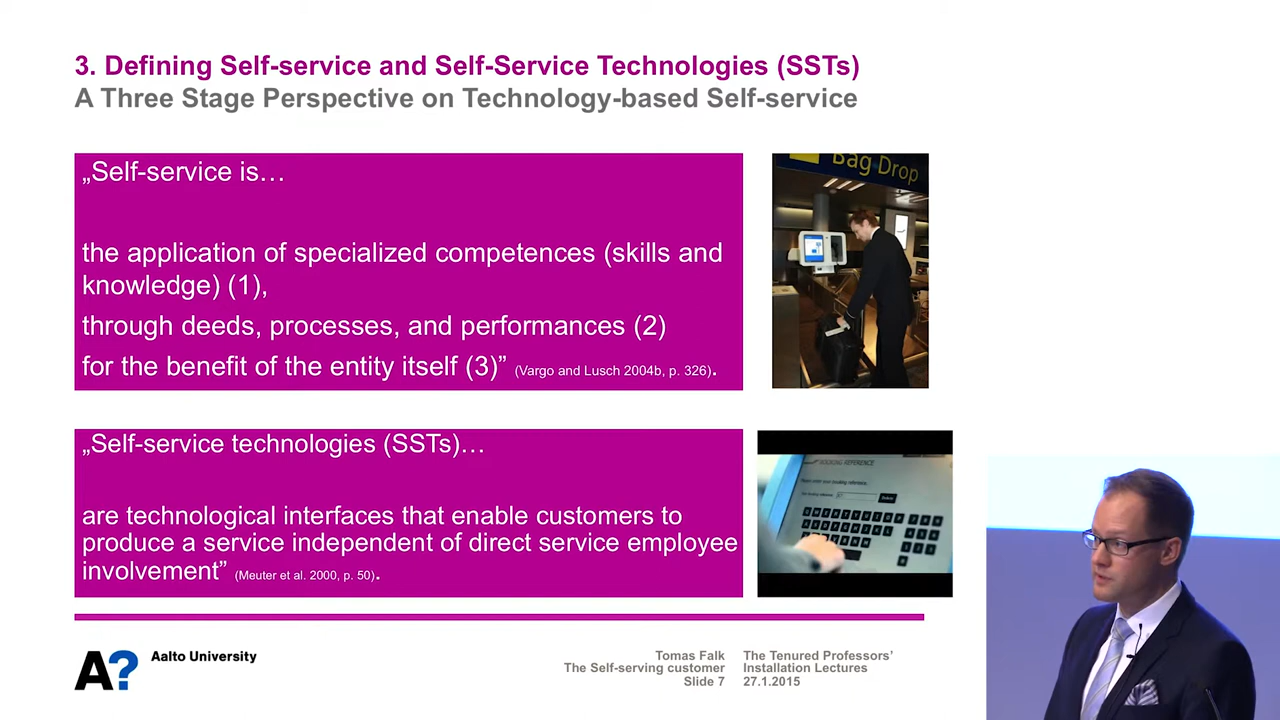 3. Defining Self-service and Self-Service Technologies (SSTs)
A Three Stage Perspective on Technology-based Self-service
„Self-service is…
the application of specialized competences (skills and
knowledge) (1),
through deeds, processes, and performances (2)
for the benefit of the entity itself (3)” (Vargo and Lusch 2004b, p. 326).
Bag Drop
„Self-service technologies (SSTs)…
are technological interfaces that enable customers to
produce a service independent of direct service employee
involvement” (Meuter et al. 2000, p. 50).
BOOKING REFERENCE
A?
Aalto University
Tomas Falk
The Self-serving customer
Slide 7
The Tenured Professors’
Installation Lectures
27.1.2015